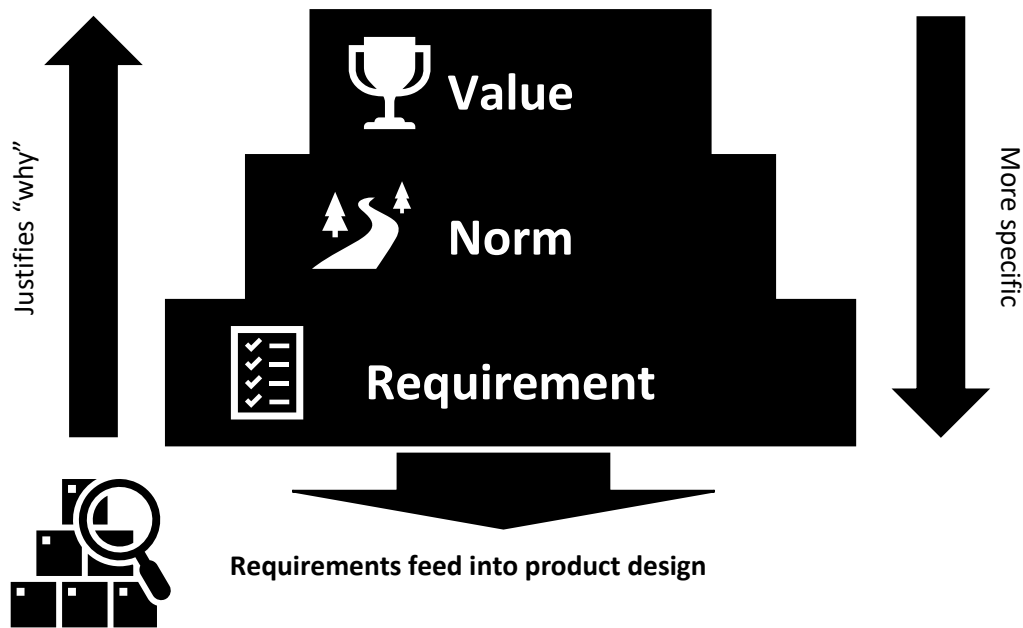 Value
Norm
Requirement
Justifies “why”
More specific
Requirements feed into product design